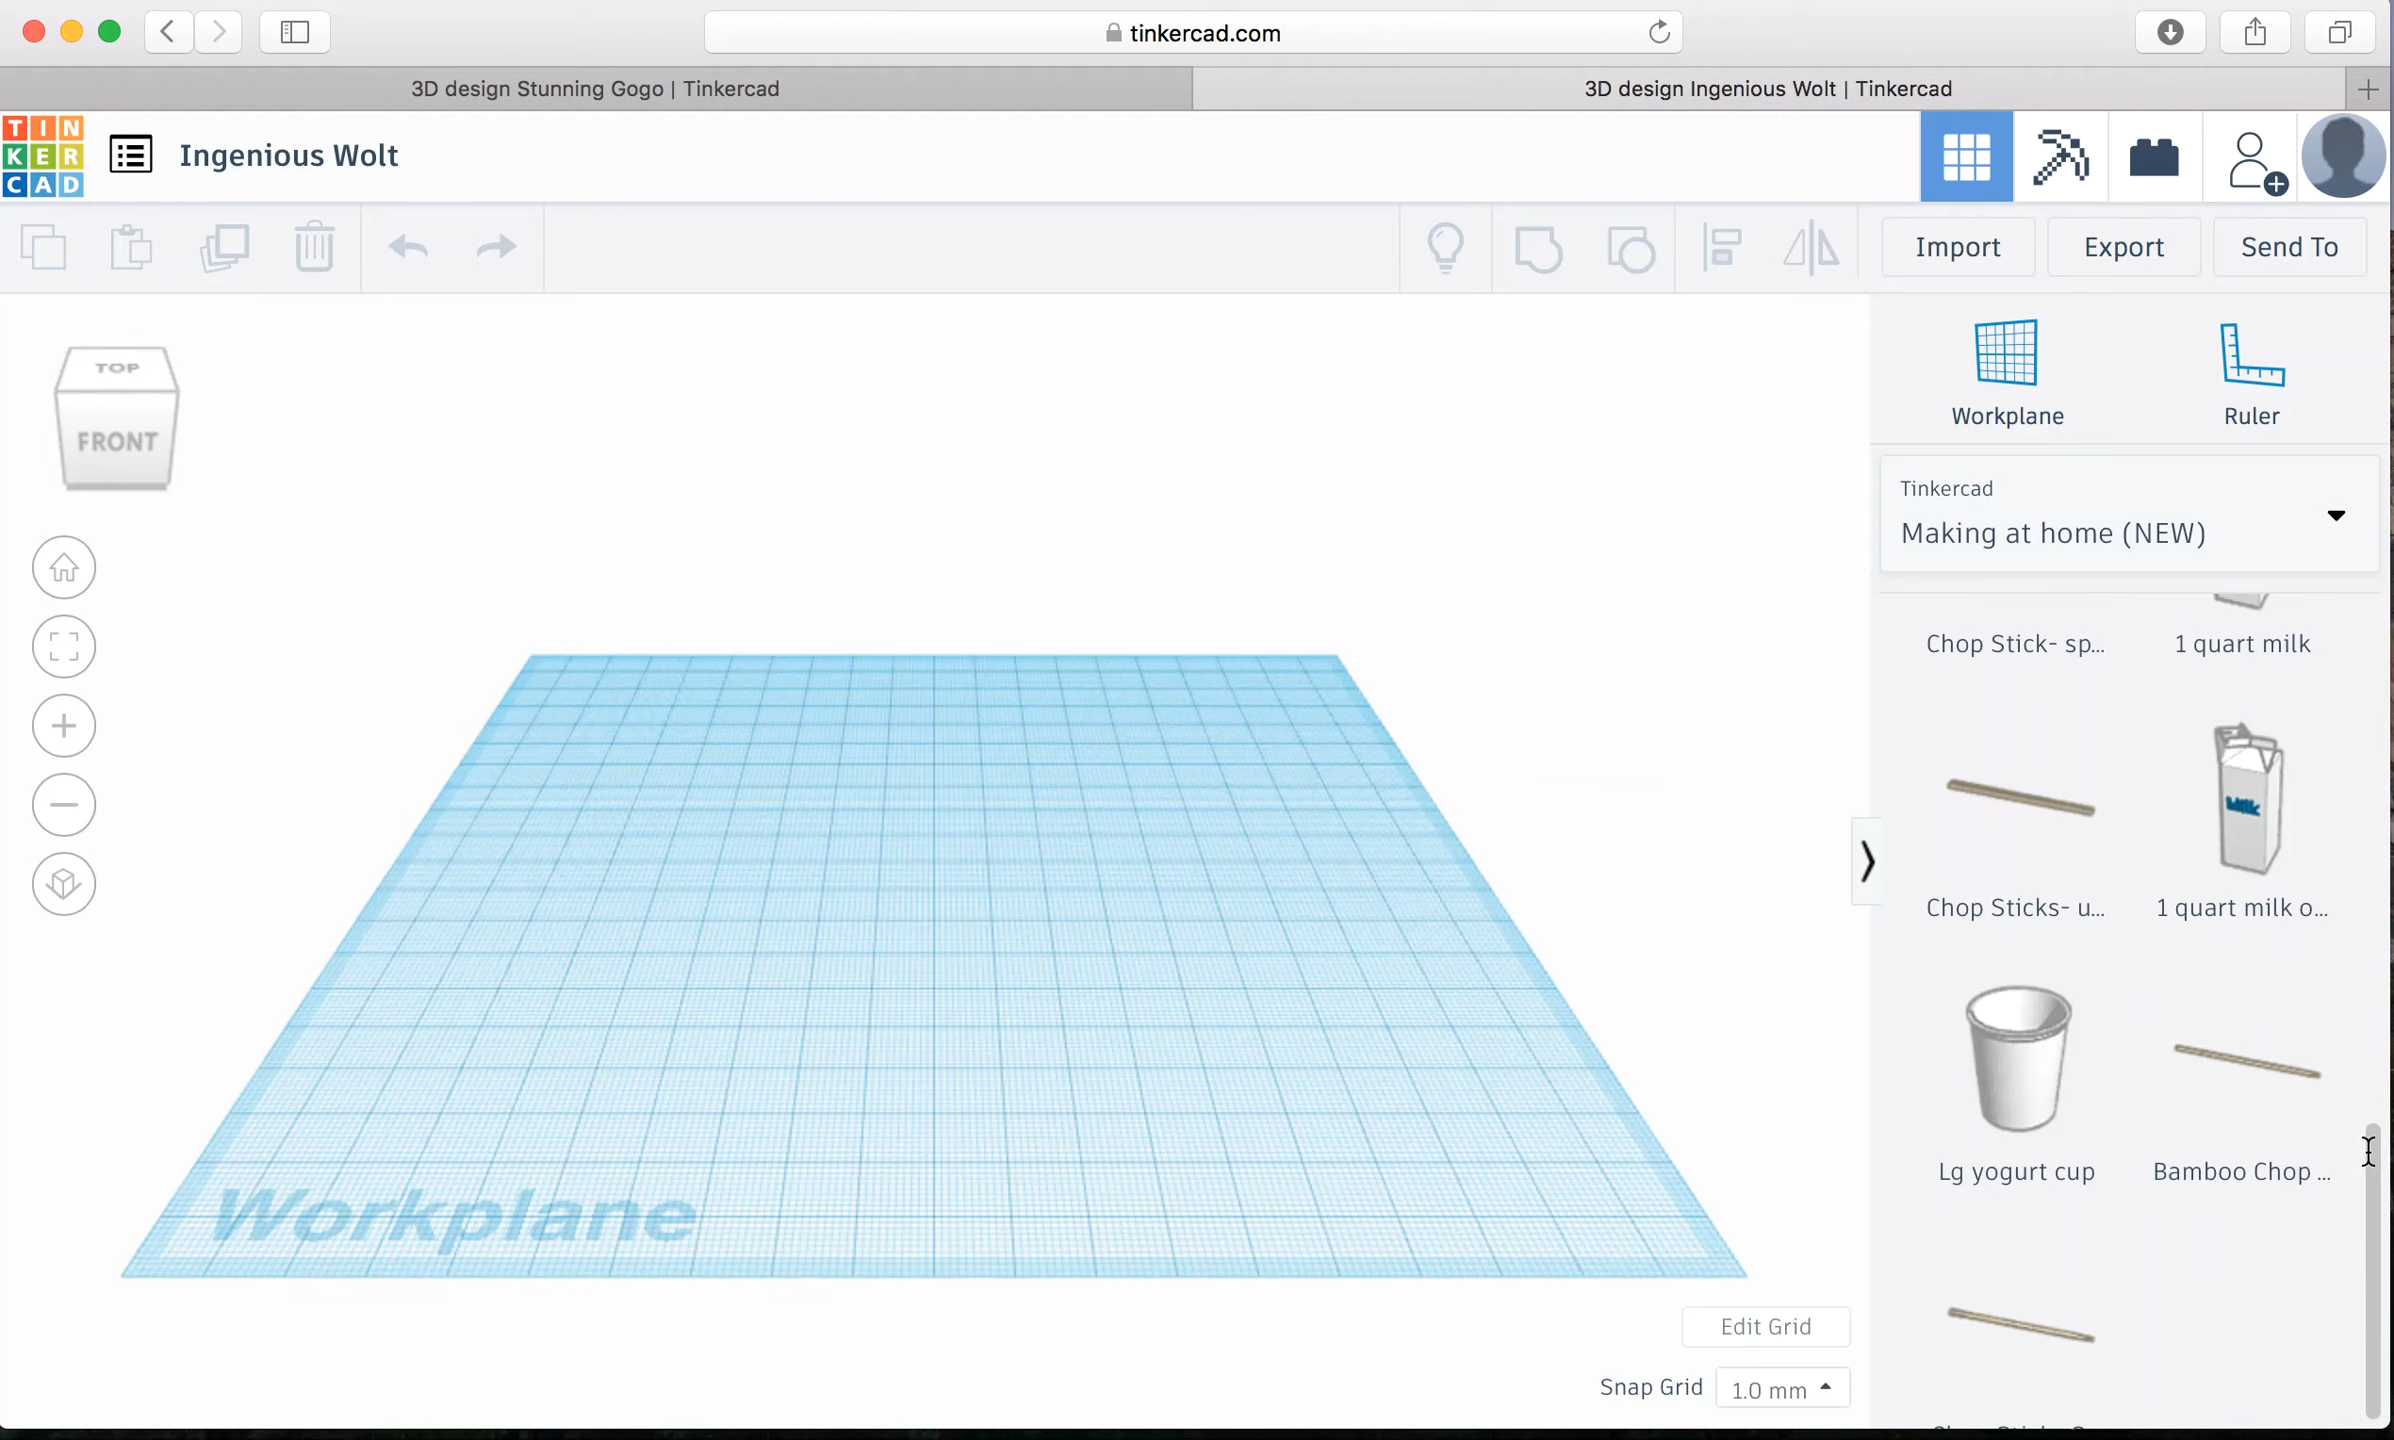 tinkercad.com
3D design Stunning Gogo | Tinkercad
3D design Ingenious Wolt | Tinkercad
TIN
KER
CAD
Ingenious Wolt
Import
Export
Send To
TOP
FRONT
Workplane
Ruler
Tinkercad
Making at home (NEW)
Chop Stick- sp...
1 quart milk
Milk
Chop Sticks- u...
1 quart milk o...
Lg yogurt cup
Bamboo Chop ...
Workplane
Edit Grid
Snap Grid
1.0 mm